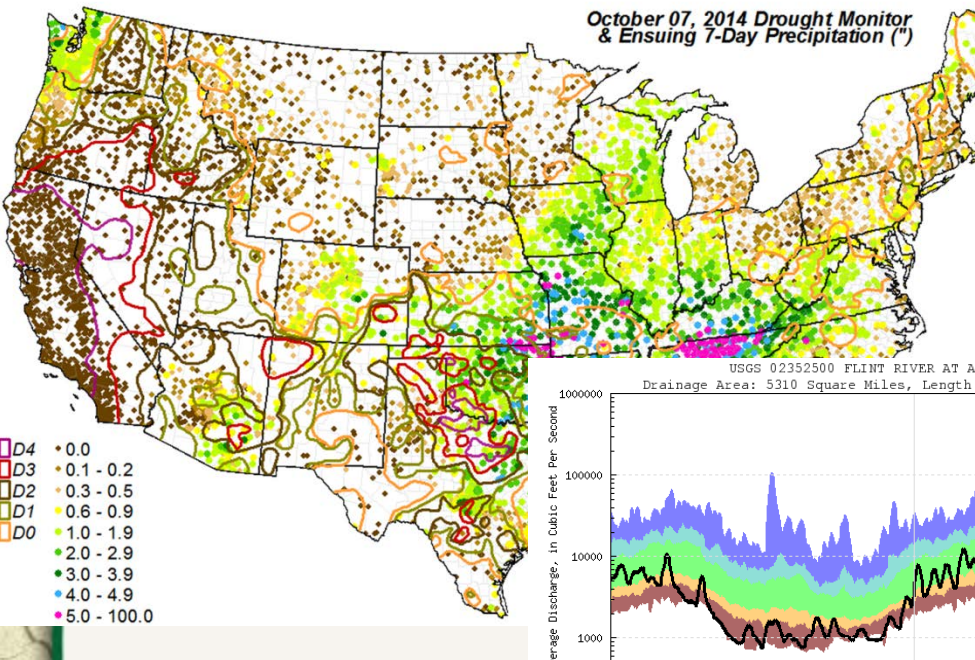 October 07, 2014 Drought Monitor
& Ensuing 7-Day Precipitation (")
D4
D3
D2
D1
D0
0.0
0.1 - 0.2
0.3 - 0.5
0.6 - 0.9
1.0 - 1.9
2.0 - 2.9
3.0 - 3.9
4.0 - 4.9
5.0 - 100.0
USGS 02352500 FLINT RIVER AT A
Drainage Area: 5310 Square Miles, Length
erage Discharge, in Cubic Feet Per Second
1000000
100000
10000
1000